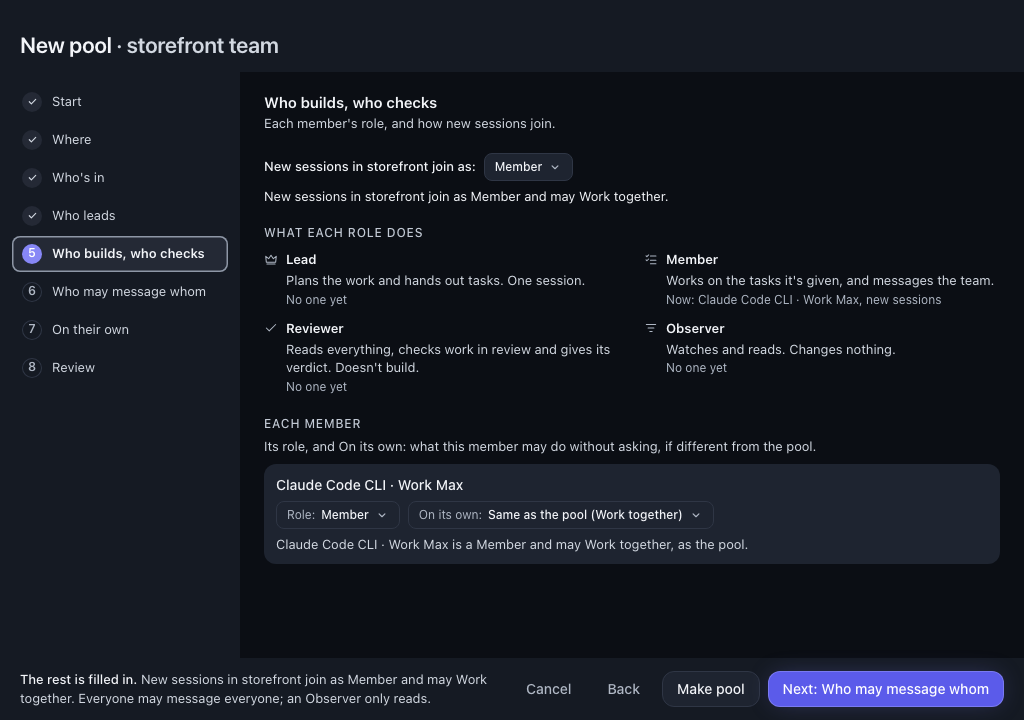 New pool · storefront team
Start
Where
Who's in
Who leads
5 Who builds, who checks
6 Who may message whom
7 On their own
8 Review
Who builds, who checks
Each member's role, and how new sessions join.
New sessions in storefront join as: Member
New sessions in storefront join as Member and may Work together.
WHAT EACH ROLE DOES
Lead
Plans the work and hands out tasks. One session.
No one yet
Member
Works on the tasks it's given, and messages the team.
Now: Claude Code CLI · Work Max, new sessions
Reviewer
Reads everything, checks work in review and gives its
verdict. Doesn't build.
No one yet
Observer
Watches and reads. Changes nothing.
No one yet
EACH MEMBER
Its role, and On its own: what this member may do without asking, if different from the pool.
Claude Code CLI · Work Max
Role: Member On its own: Same as the pool (Work together)
Claude Code CLI · Work Max is a Member and may Work together, as the pool.
The rest is filled in. New sessions in storefront join as Member and may Work
together. Everyone may message everyone; an Observer only reads.
Cancel Back Make pool Next: Who may message whom